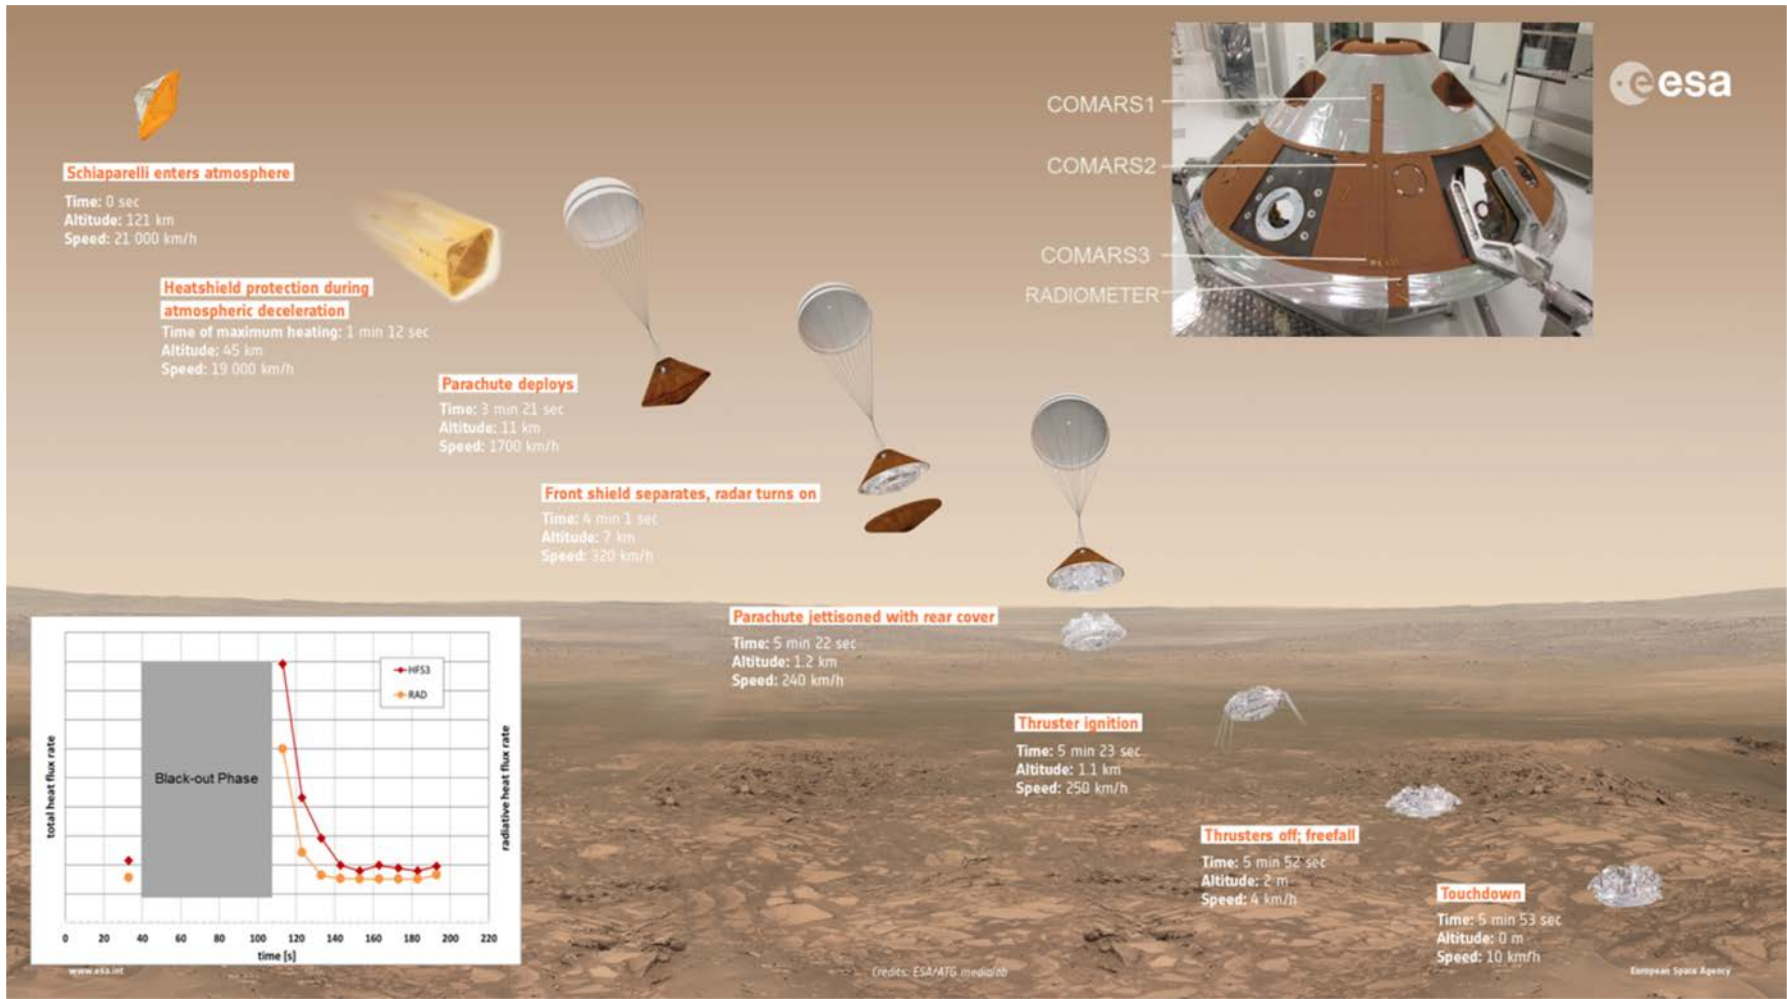 esa
COMARS1
COMARS2
COMARS3
RADIOMETER
Schiaparelli enters atmosphere
Time: 0 sec
Altitude: 121 km
Speed: 21 000 km/h
Heatshield protection during
atmospheric deceleration
Time of maximum heating: 1 min 12 sec
Altitude: 45 km
Speed: 19 000 km/h
Parachute deploys
Time: 3 min 21 sec
Altitude: 11 km
Speed: 1700 km/h
Front shield separates, radar turns on
Time: 4 min 1 sec
Altitude: 7 km
Speed: 320 km/h
Parachute jettisoned with rear cover
Time: 5 min 22 sec
Altitude: 1.2 km
Speed: 240 km/h
Thruster ignition
Time: 5 min 23 sec
Altitude: 1.1 km
Speed: 250 km/h
Thrusters off; freefall
Time: 5 min 52 sec
Altitude: 2 m
Speed: 4 km/h
Touchdown
Time: 5 min 53 sec
Altitude: 0 m
Speed: 10 km/h
total heat flux rate
Black-out Phase
HFS3
RAD
radiative heat flux rate
0 20 40 60 80 100 120 140 160 180 200 220
time [s]
www.esa.int
Credits: ESA/ATG medialab
European Space Agency